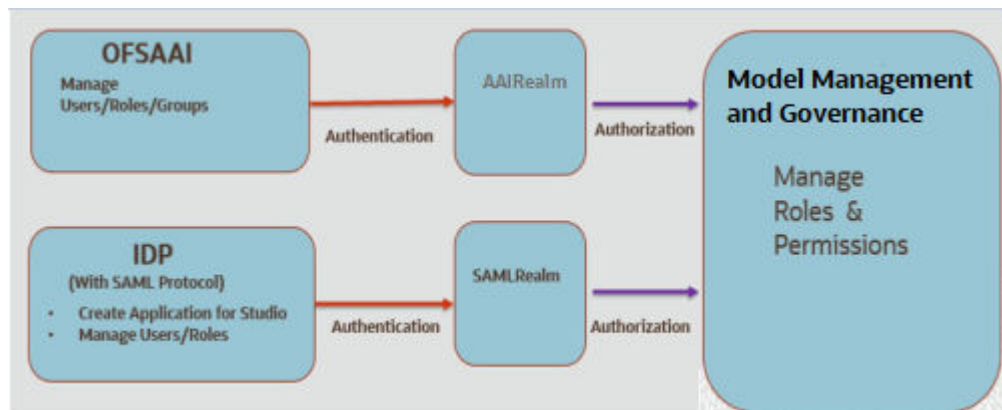 OFSAAI
Manage
Users/Roles/Groups
Authentication
AAIRealm
Authorization
Model Management
and Governance
Manage
Roles &
Permissions
IDP
(With SAML Protocol)
• Create Application for Studio
• Manage Users/Roles
Authentication
SAMLRealm
Authorization